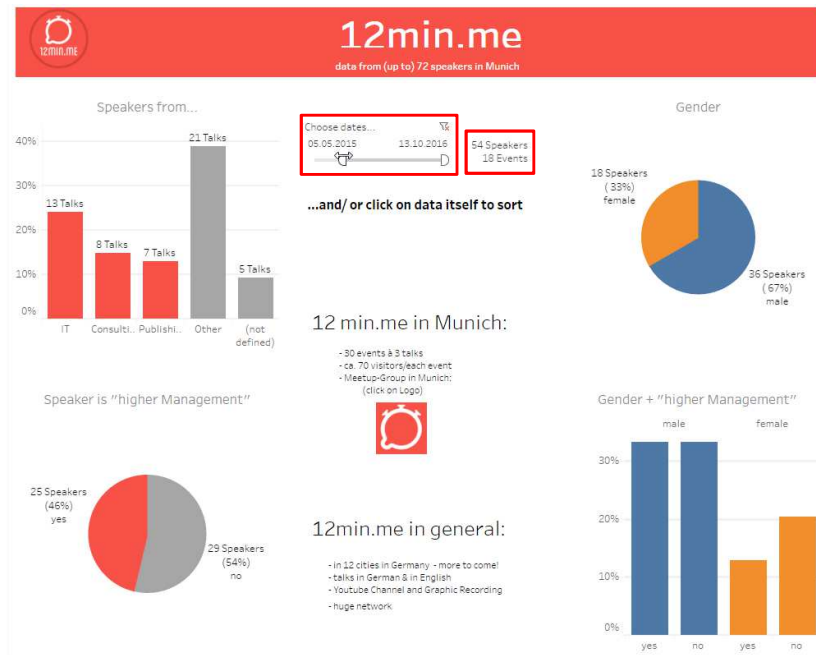 12MIN.ME
12min.me
data from (up to) 72 speakers in Munich
Speakers from...
40%
30%
20%
10%
0%
13 Talks
8 Talks
7 Talks
21 Talks
5 Talks
IT
Consulti..
Publishi..
Other
(not
defined)
Choose dates...
05.05.2015
13.10.2016
54 Speakers
18 Events
...and/ or click on data itself to sort
Gender
18 Speakers
( 33%)
female
36 Speakers
( 67%)
male
12 min.me in Munich:
- 30 events à 3 talks
- ca. 70 visitors/each event
- Meetup-Group in Munich:
(click on Logo)
Speaker is "higher Management"
25 Speakers
(46%)
yes
29 Speakers
(54%)
no
12min.me in general:
- in 12 cities in Germany - more to come!
- talks in German & in English
- Youtube Channel and Graphic Recording
- huge network
Gender + "higher Management"
male
female
30%
20%
10%
0%
yes
no
yes
no